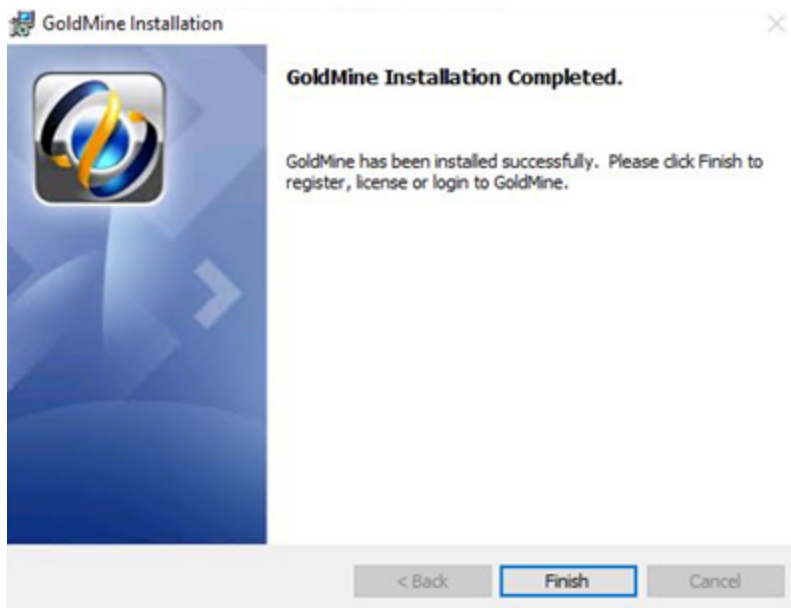 GoldMine Installation
GoldMine Installation Completed.
GoldMine has been installed successfully. Please click Finish to
register, license or login to GoldMine.
< Back Finish Cancel